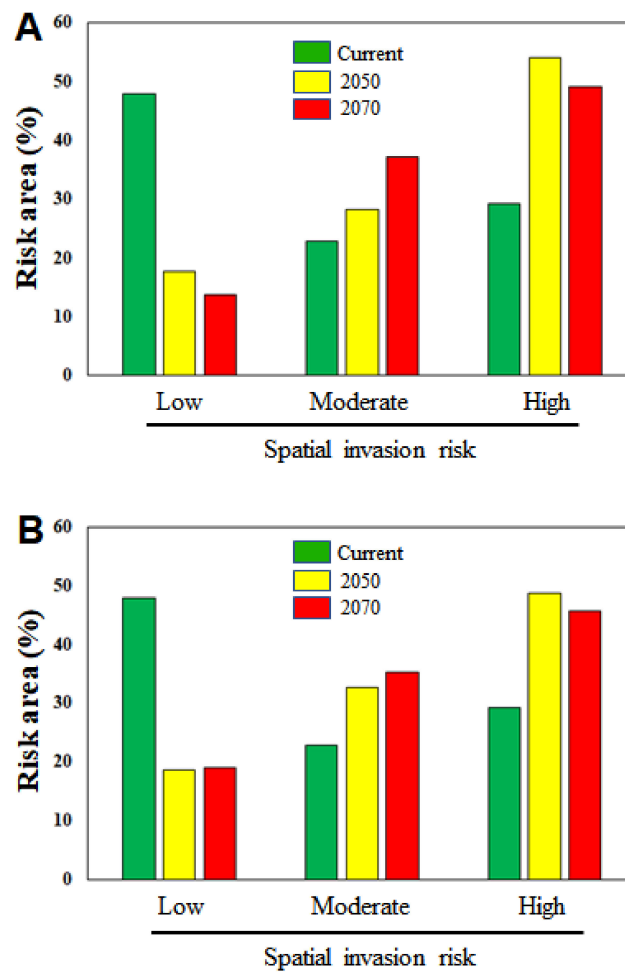 A
60
50
40
30
20
10
0
Risk area (%)
Current
2050
2070
Low Moderate High
Spatial invasion risk
B
60
50
40
30
20
10
0
Risk area (%)
Current
2050
2070
Low Moderate High
Spatial invasion risk